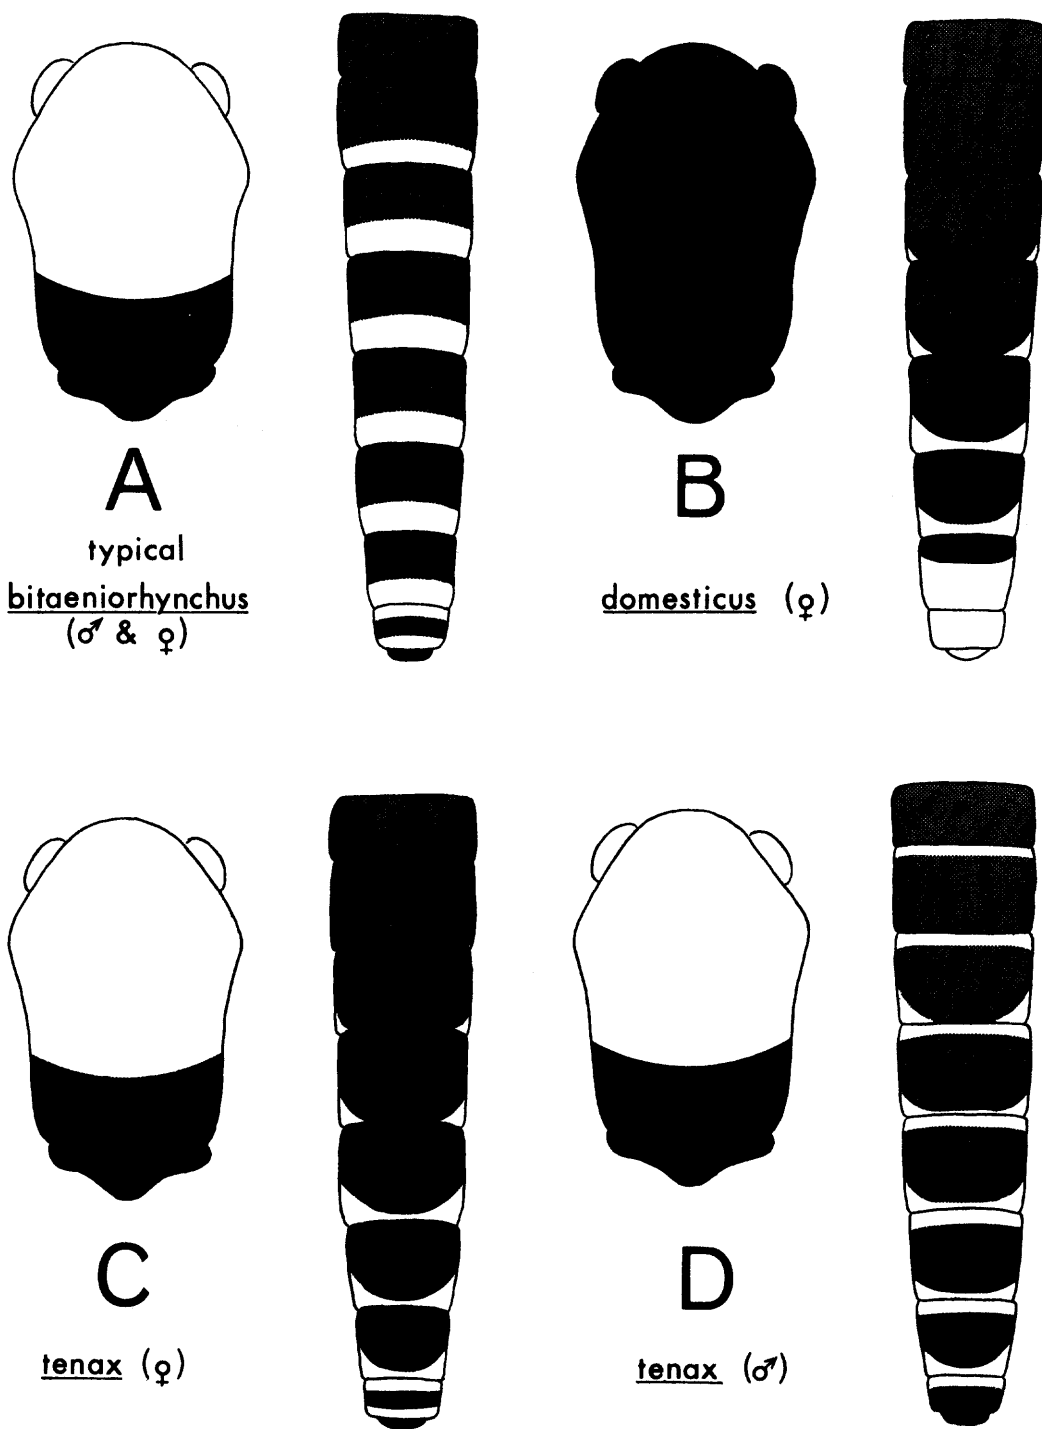 A
typical
bitaeniorhynchus
(♂ & ♀)
B
domesticus (♀)
C
tenax (♀)
D
tenax (♂)